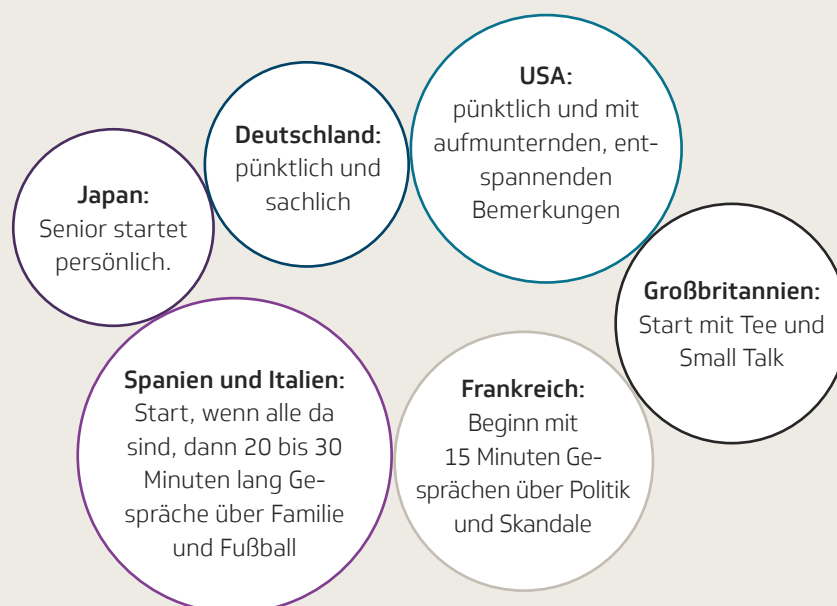 USA:
pünktlich und mit
aufmunternden, ent-
spannenden
Bemerkungen
Deutschland:
pünktlich und
sachlich
Japan:
Senior startet
persönlich.
Großbritannien:
Start mit Tee und
Small Talk
Spanien und Italien:
Start, wenn alle da
sind, dann 20 bis 30
Minuten lang Ge-
spräche über Familie
und Fußball
Frankreich:
Beginn mit
15 Minuten Ge-
sprächen über Politik
und Skandale